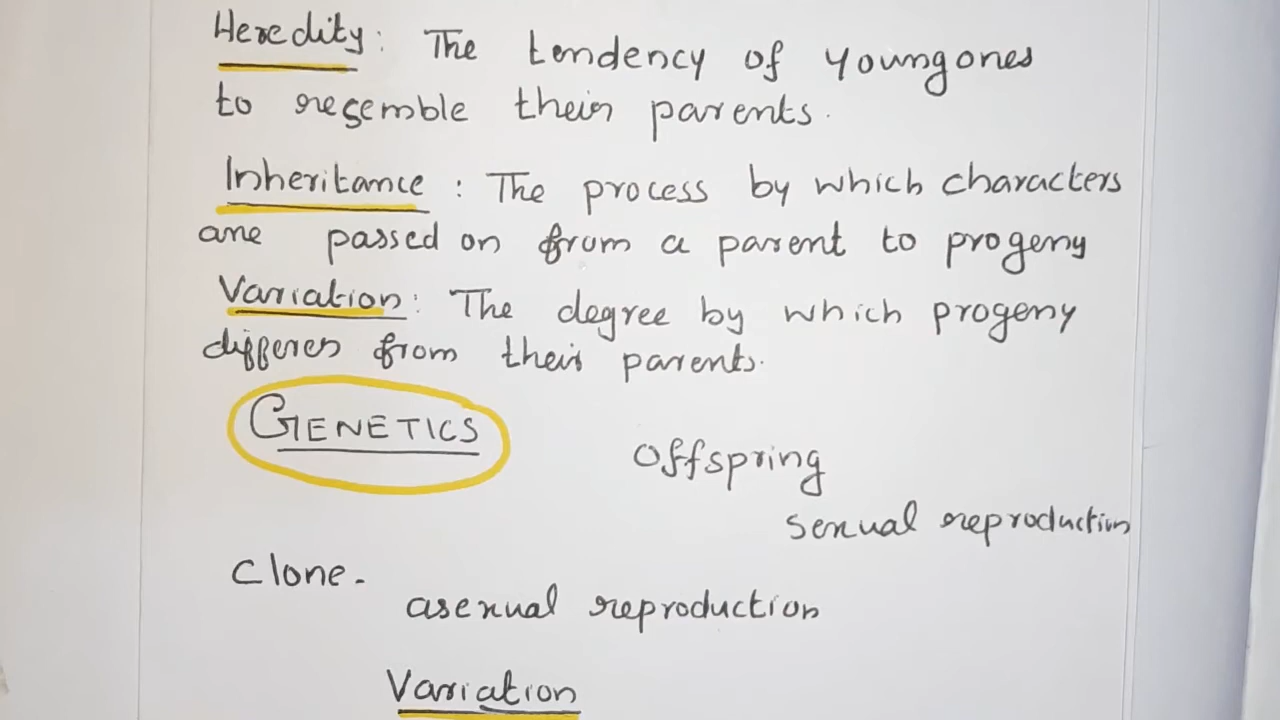 Heredity: The tendency of youngones
to resemble their parents.
Inheritance : The process by which characters
are passed on from a parent to progeny
Variation: The degree by which progeny
differes from their parents.
GENETICS
offspring
sexual reproduction
Clone.
asexual reproduction
Variation